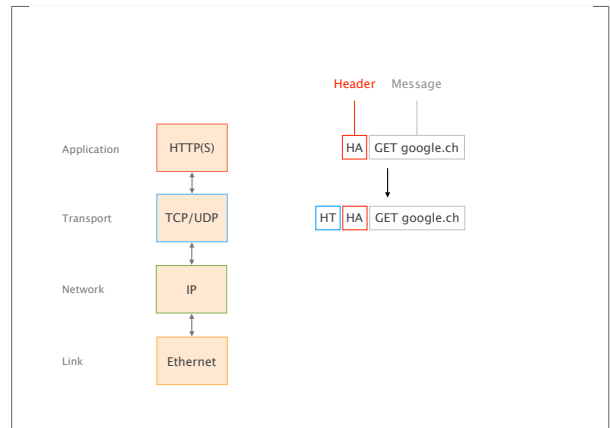 Header Message
Application HTTP(S) HA GET google.ch
Transport TCP/UDP HT HA GET google.ch
Network IP
Link Ethernet